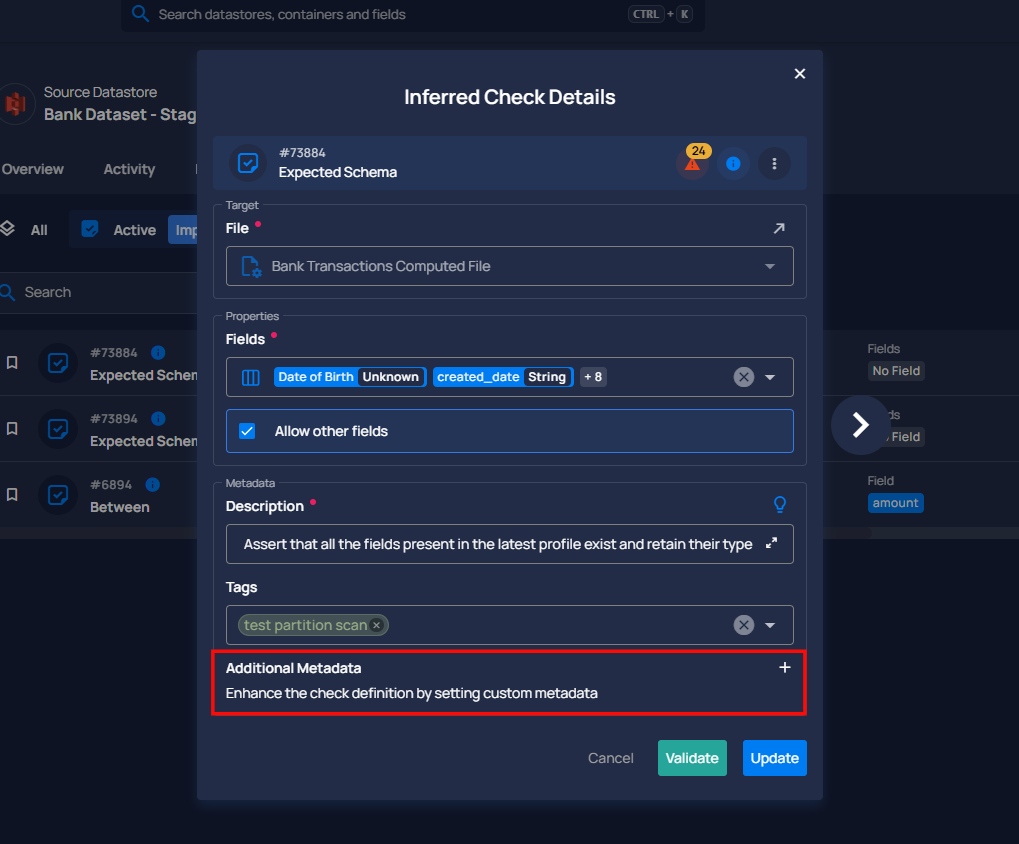 Search datastores, containers and fields
CTRL + K
Source Datastore
Bank Dataset - Stag
Overview
Activity
All
Active
Imp
Search
#73884
Expected Schem
#73894
Expected Schem
#6894
Between
Inferred Check Details
#73884
Expected Schema
24
Target
File •
Bank Transactions Computed File
Properties
Fields •
Date of Birth Unknown created_date String + 8
Allow other fields
Metadata
Description •
Assert that all the fields present in the latest profile exist and retain their type
Tags
test partition scan
Additional Metadata
Enhance the check definition by setting custom metadata
Cancel
Validate
Update
Fields
No Field
ds
Field
Field
amount